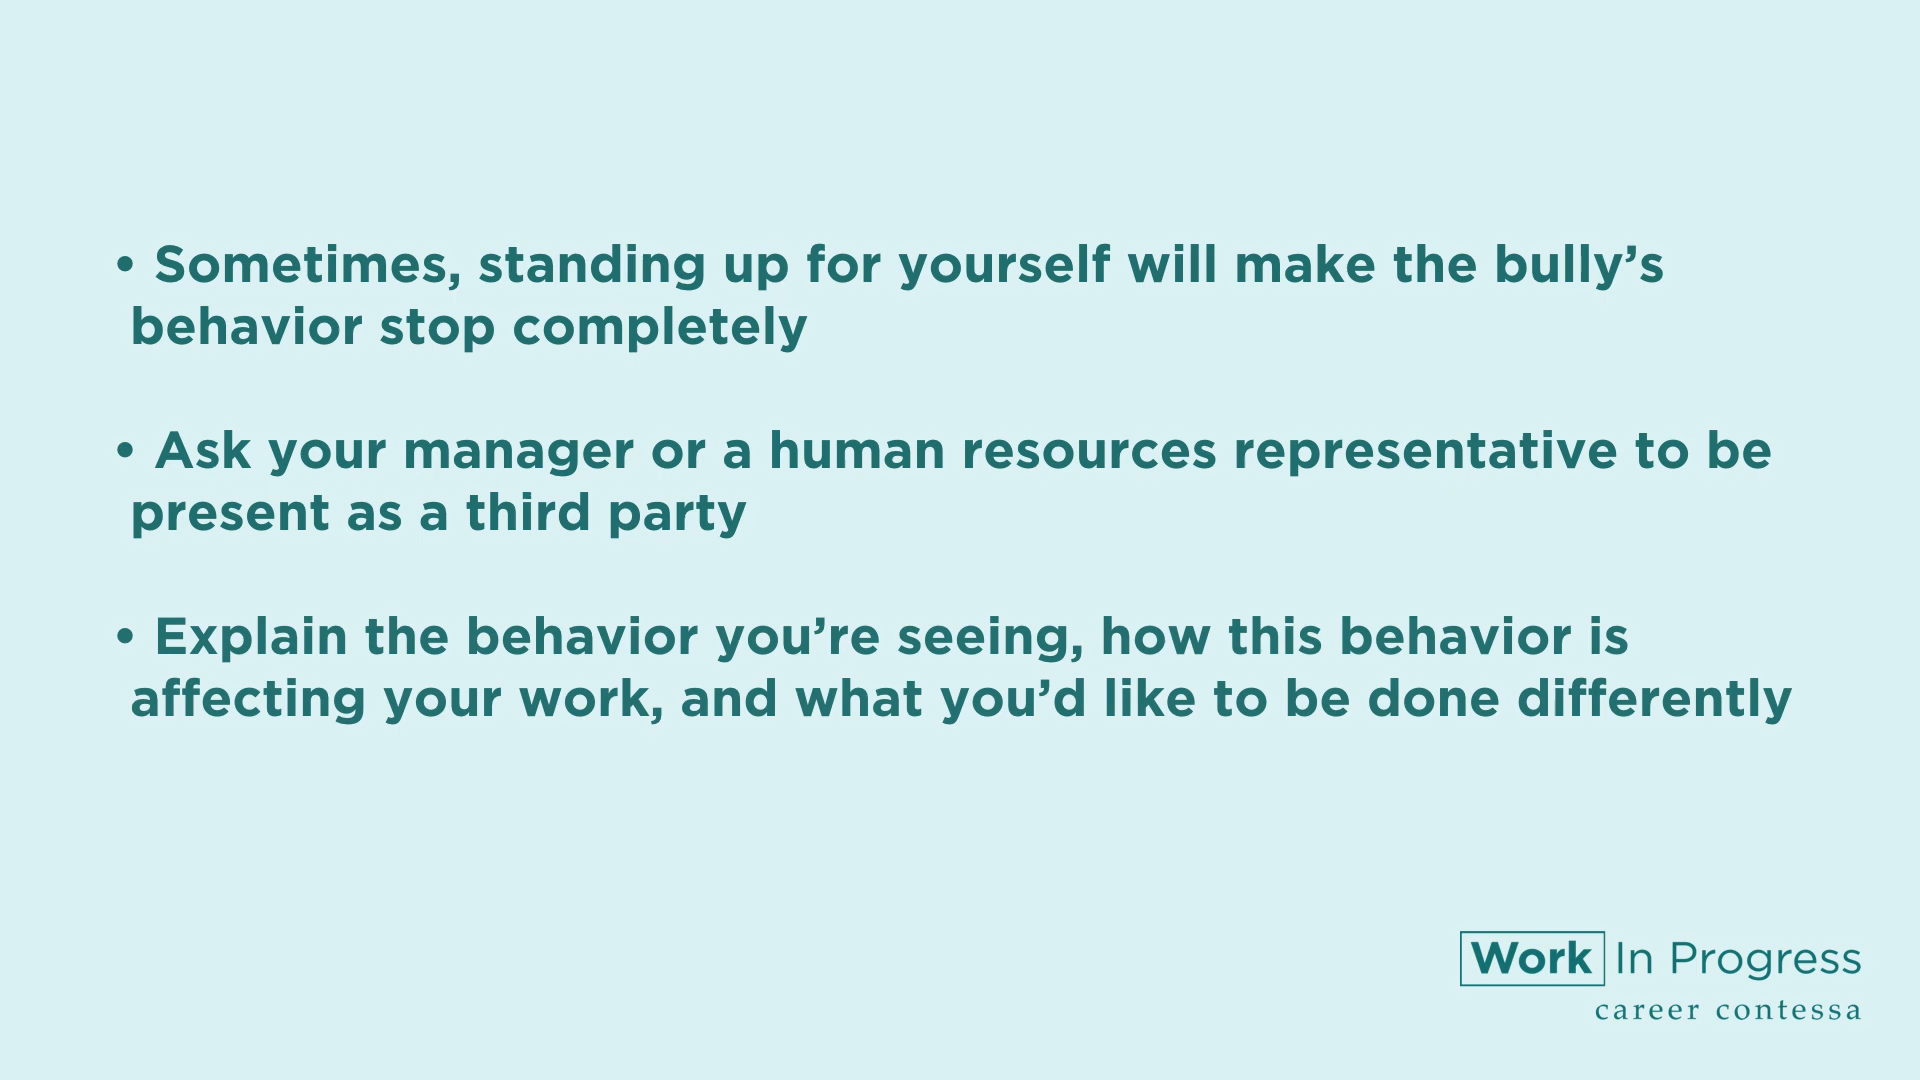 • Sometimes, standing up for yourself will make the bully’s
behavior stop completely
• Ask your manager or a human resources representative to be
present as a third party
• Explain the behavior you’re seeing, how this behavior is
affecting your work, and what you’d like to be done differently
Work In Progress
career contessa